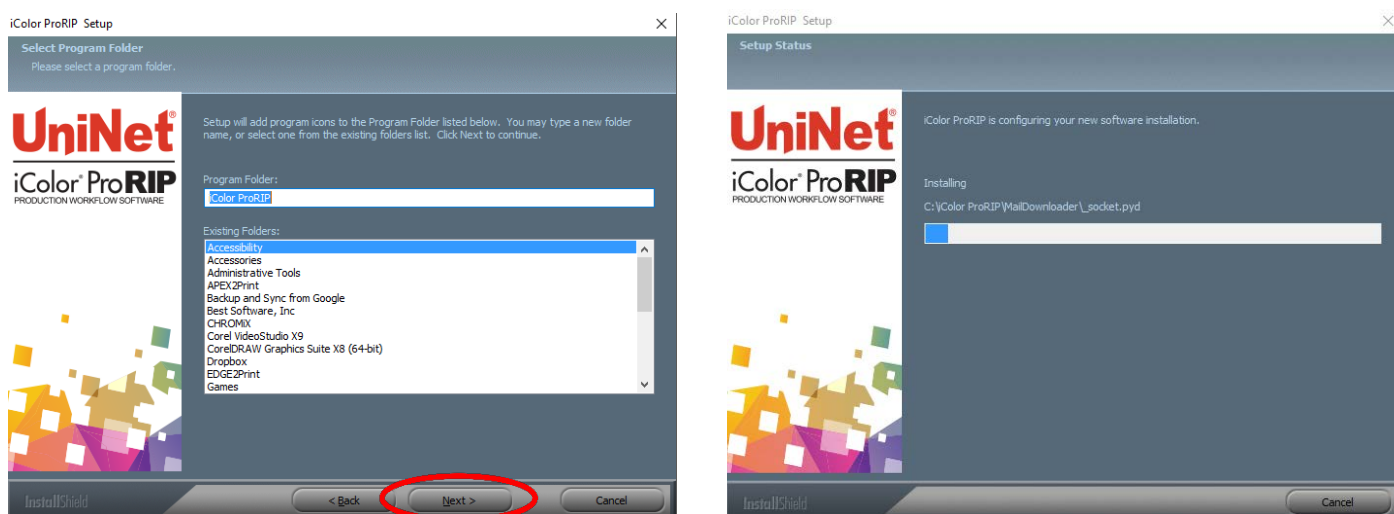 iColor ProRIP Setup
Select Program Folder
Please select a program folder.
UniNet®
iColor® ProRIP
PRODUCTION WORKFLOW SOFTWARE
Setup will add program icons to the Program Folder listed below. You may type a new folder
name, or select one from the existing folders list. Click Next to continue.
Program Folder:
iColor ProRIP
Existing Folders:
Accessibility
Accessories
Administrative Tools
APEX2Print
Backup and Sync from Google
Best Software, Inc
CHROMiX
Corel VideoStudio X9
CorelDRAW Graphics Suite X8 (64-bit)
Dropbox
EDGE2Print
Games
InstallShield
< Back
Next >
Cancel
iColor ProRIP Setup
Setup Status
UniNet®
iColor® ProRIP
PRODUCTION WORKFLOW SOFTWARE
iColor ProRIP is configuring your new software installation.
Installing
C:\iColor ProRIP\MailDownloader\_socket.pyd
InstallShield
Cancel